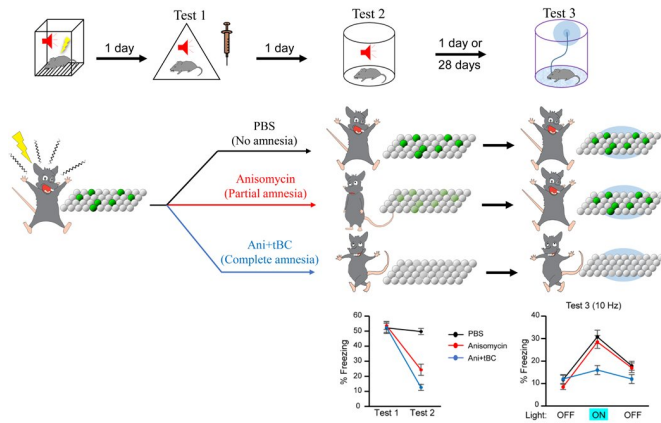 Test 1
Test 2
Test 3
1 day
1 day
1 day or
28 days
PBS
(No amnesia)
Anisomycin
(Partial amnesia)
Ani+tBC
(Complete amnesia)
60
50
40
30
20
10
0
% Freezing
Test 1
Test 2
PBS
Anisomycin
Ani+tBC
Test 3 (10 Hz)
40
30
20
10
0
% Freezing
Light:
OFF
ON
OFF